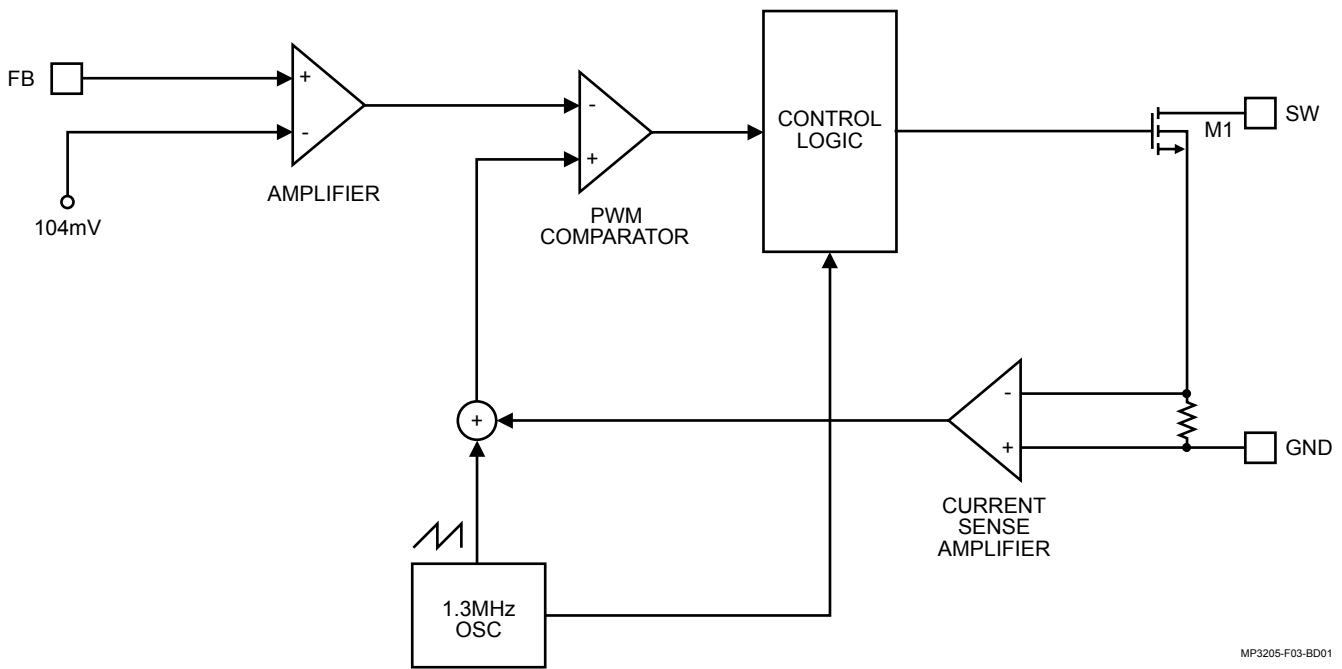 FB
+
-
104mV
AMPLIFIER
-
+
PWM
COMPARATOR
CONTROL
LOGIC
M1
SW
+
-
+
GND
CURRENT
SENSE
AMPLIFIER
1.3MHz
OSC
MP3205-F03-BD01